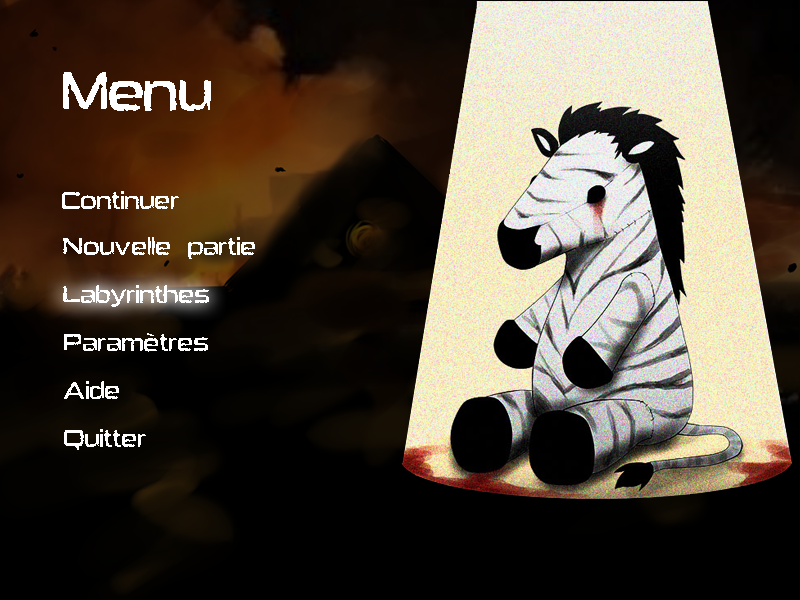 Menu
Continuer
Nouvelle partie
Labyrinthes
Paramètres
Aide
Quitter